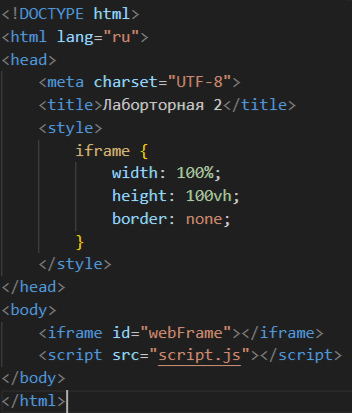 <!DOCTYPE html>
<html lang="ru">
<head>
    <meta charset="UTF-8">
    <title>Лаборторная 2</title>
    <style>
        iframe {
            width: 100%;
            height: 100vh;
            border: none;
        }
    </style>
</head>
<body>
    <iframe id="webFrame"></iframe>
    <script src="script.js"></script>
</body>
</html>